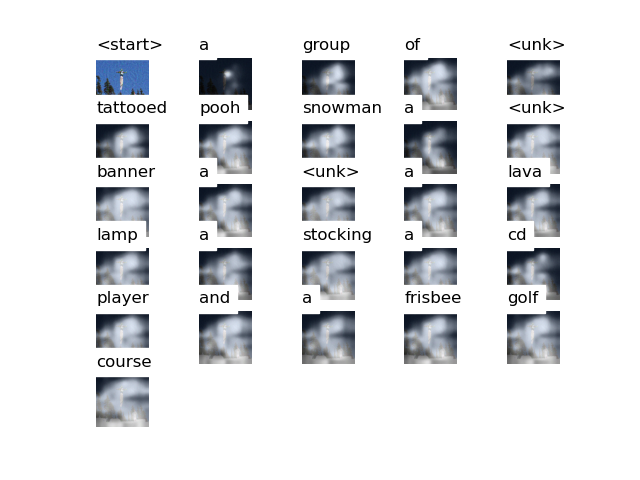 <start> a group of <unk>
tattooed pooh snowman a <unk>
banner a <unk> a lava
lamp a stocking a cd
player and a frisbee golf
course